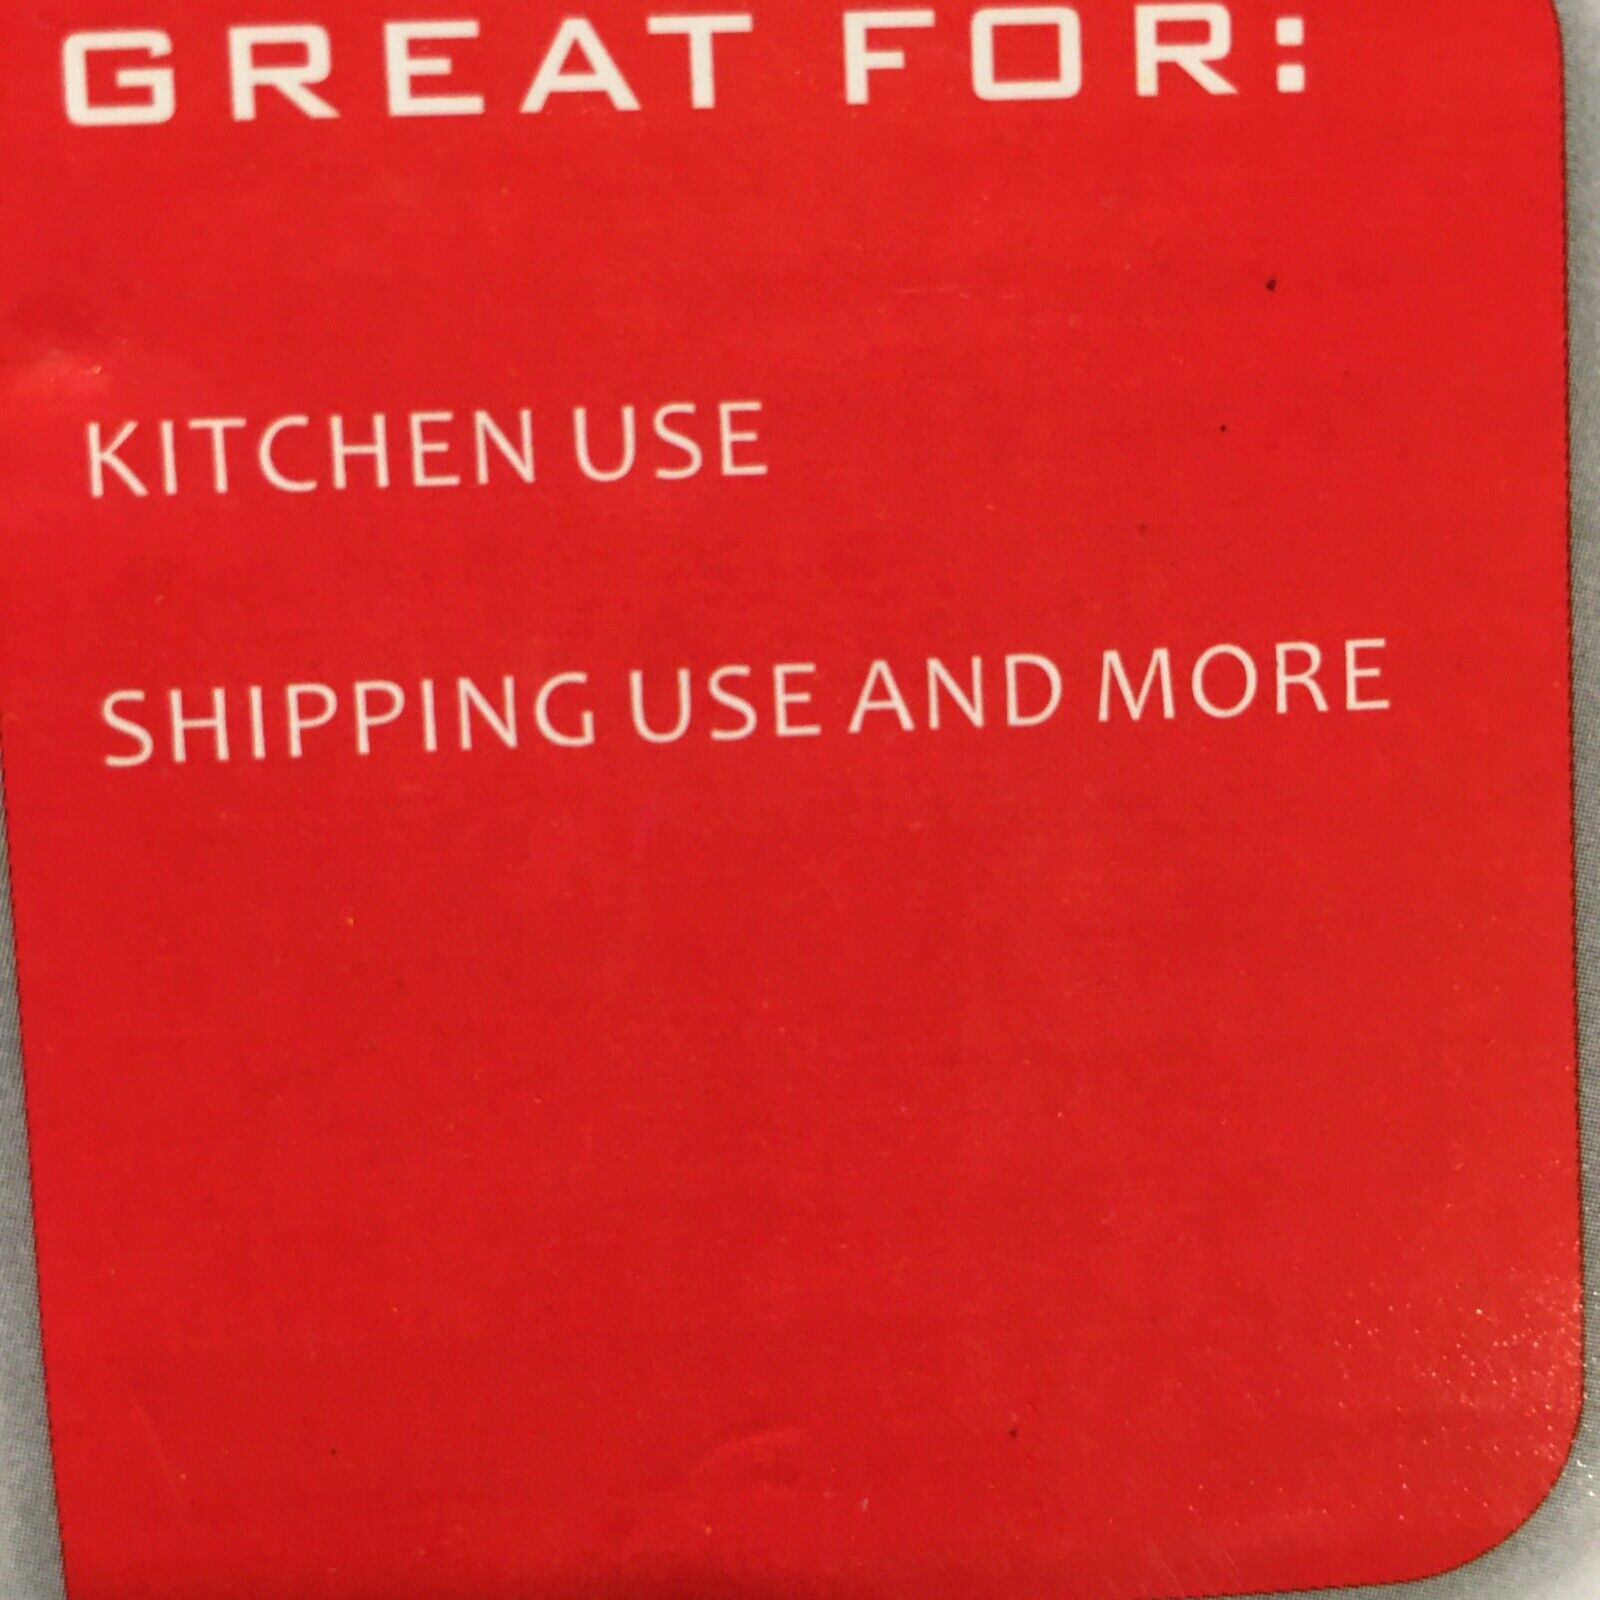 GREAT FOR:
KITCHEN USE
SHIPPING USE AND MORE